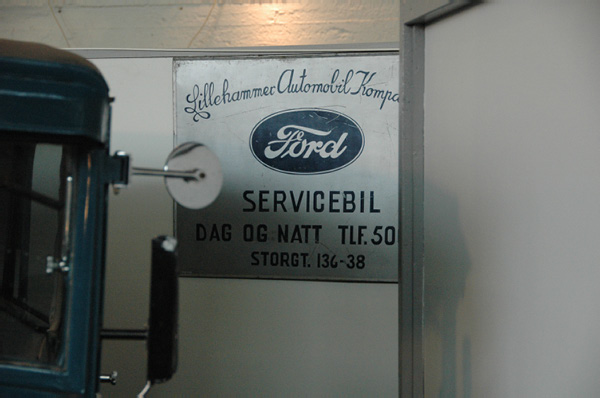 Lillehammer Automobil Kompa
Ford
SERVICEBIL
DAG OG NATT TLF. 50
STORGT. 136-38